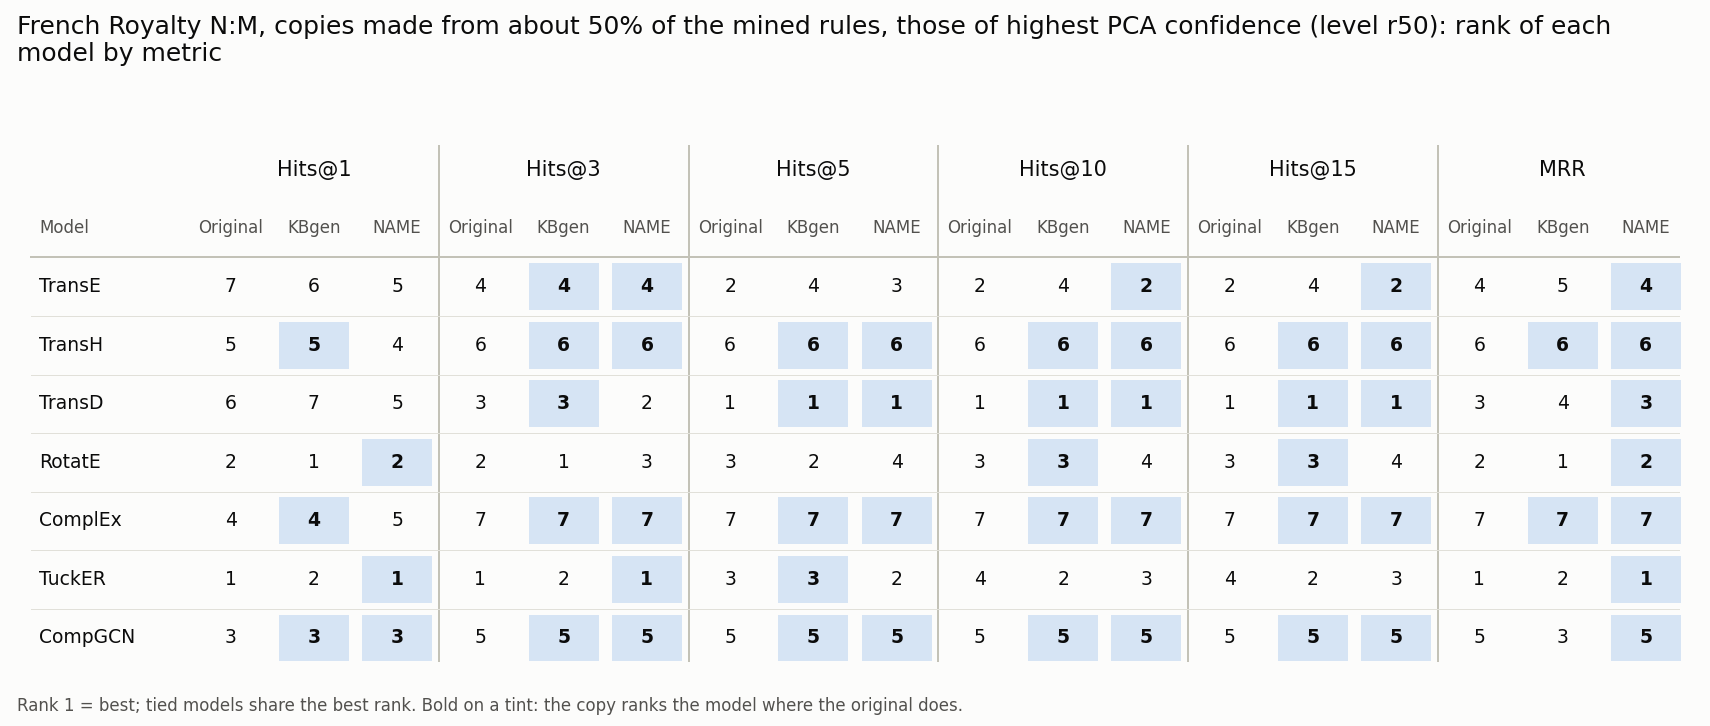 French Royalty N:M, copies made from about 50% of the mined rules, those of highest PCA confidence (level r50): rank of each
model by metric
Hits@1 Hits@3 Hits@5 Hits@10 Hits@15 MRR
Model Original KBgen NAME Original KBgen NAME Original KBgen NAME Original KBgen NAME Original KBgen NAME Original KBgen NAME
TransE 7 6 5 4 4 4 2 4 3 2 4 2 2 4 2 4 5 4
TransH 5 5 4 6 6 6 6 6 6 6 6 6 6 6 6 6 6 6
TransD 6 7 5 3 3 2 1 1 1 1 1 1 1 1 1 3 4 3
RotatE 2 1 2 2 1 3 3 2 4 3 3 4 3 3 4 2 1 2
ComplEx 4 4 5 7 7 7 7 7 7 7 7 7 7 7 7 7 7 7
TuckER 1 2 1 1 2 1 3 3 2 4 2 3 4 2 3 1 2 1
CompGCN 3 3 3 5 5 5 5 5 5 5 5 5 5 5 5 5 3 5
Rank 1 = best; tied models share the best rank. Bold on a tint: the copy ranks the model where the original does.